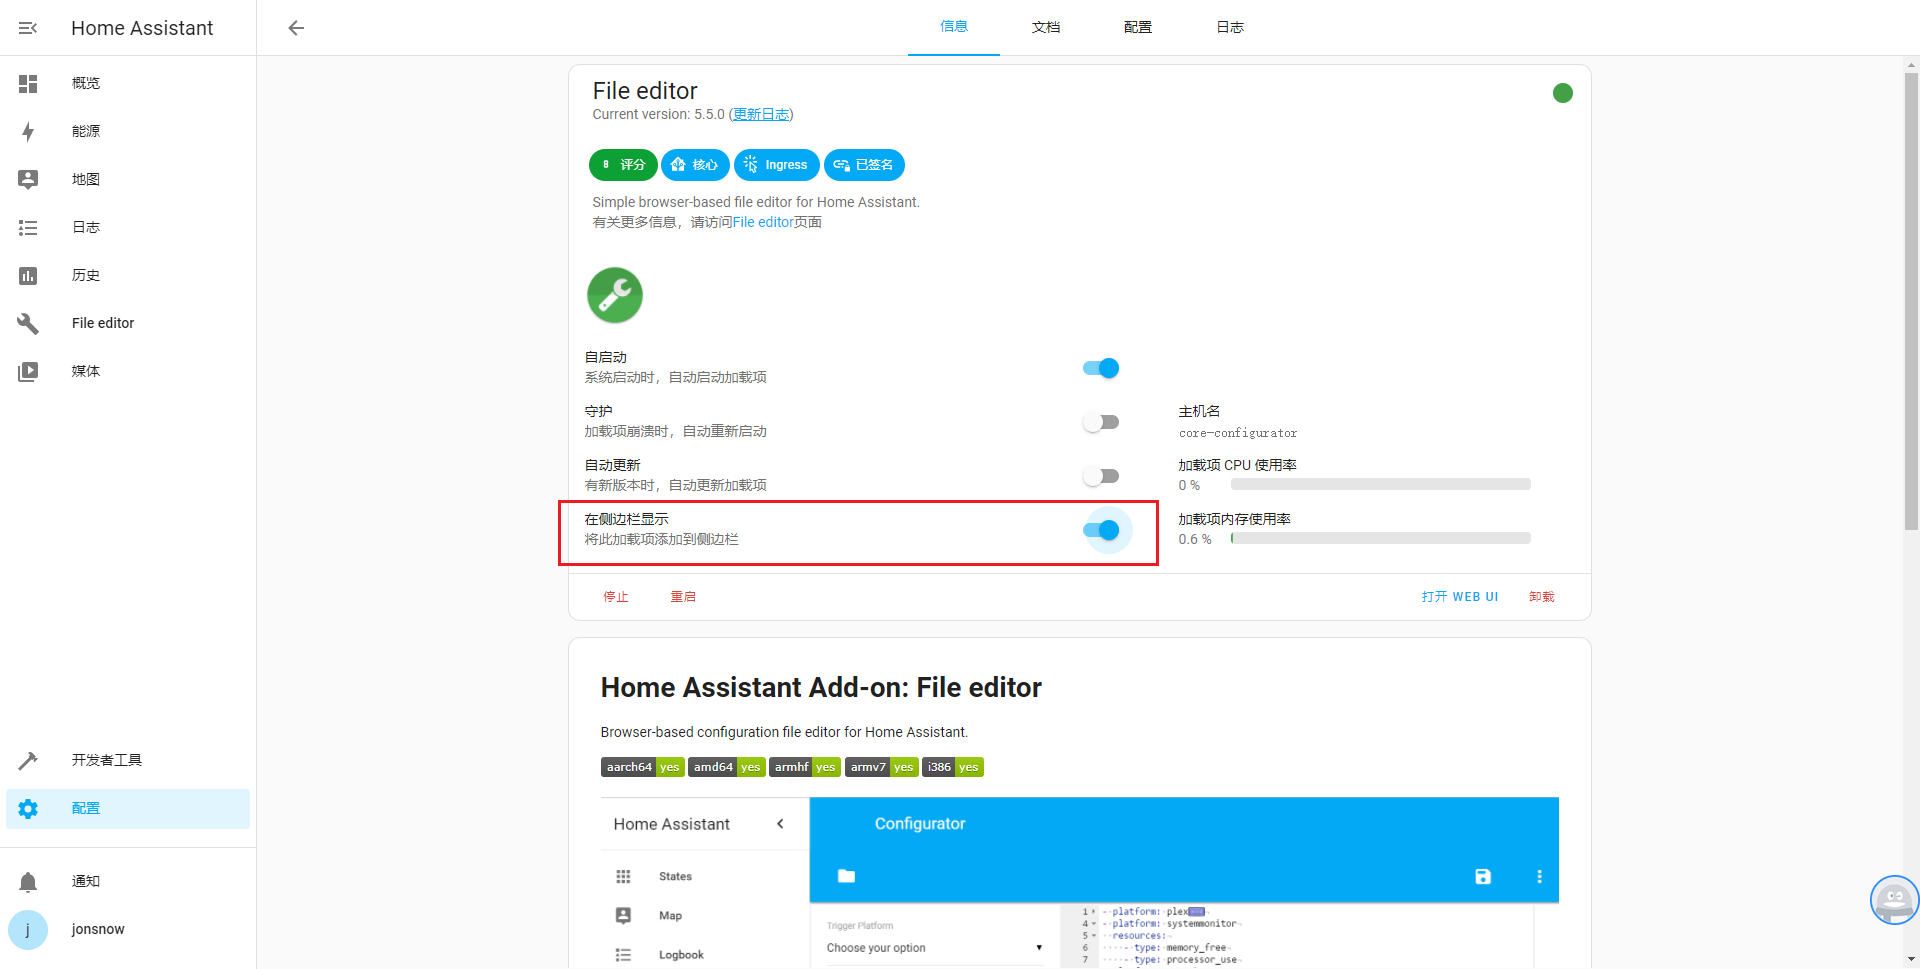 Home Assistant
信息
文档
配置
日志
概览
能源
地图
日志
历史
File editor
媒体
开发者工具
配置
通知
j
jonsnow
File editor
Current version: 5.5.0 (更新日志)
8 评分
核心
Ingress
已签名
Simple browser-based file editor for Home Assistant.
有关更多信息，请访问File editor页面
自启动
系统启动时，自动启动加载项
守护
加载项崩溃时，自动重新启动
主机名
core-configurator
自动更新
有新版本时，自动更新加载项
加载项 CPU 使用率
0 %
在侧边栏显示
将此加载项添加到侧边栏
加载项内存使用率
0.6 %
停止
重启
打开 WEB UI
卸载
Home Assistant Add-on: File editor
Browser-based configuration file editor for Home Assistant.
aarch64 yes
amd64 yes
armhf yes
armv7 yes
i386 yes
Home Assistant
Configurator
States
Map
Logbook
Trigger Platform
Choose your option
1 - platform: plex
4 - platform: systemmonitor
5 resources:
6 - type: memory_free
7 - type: processor_use